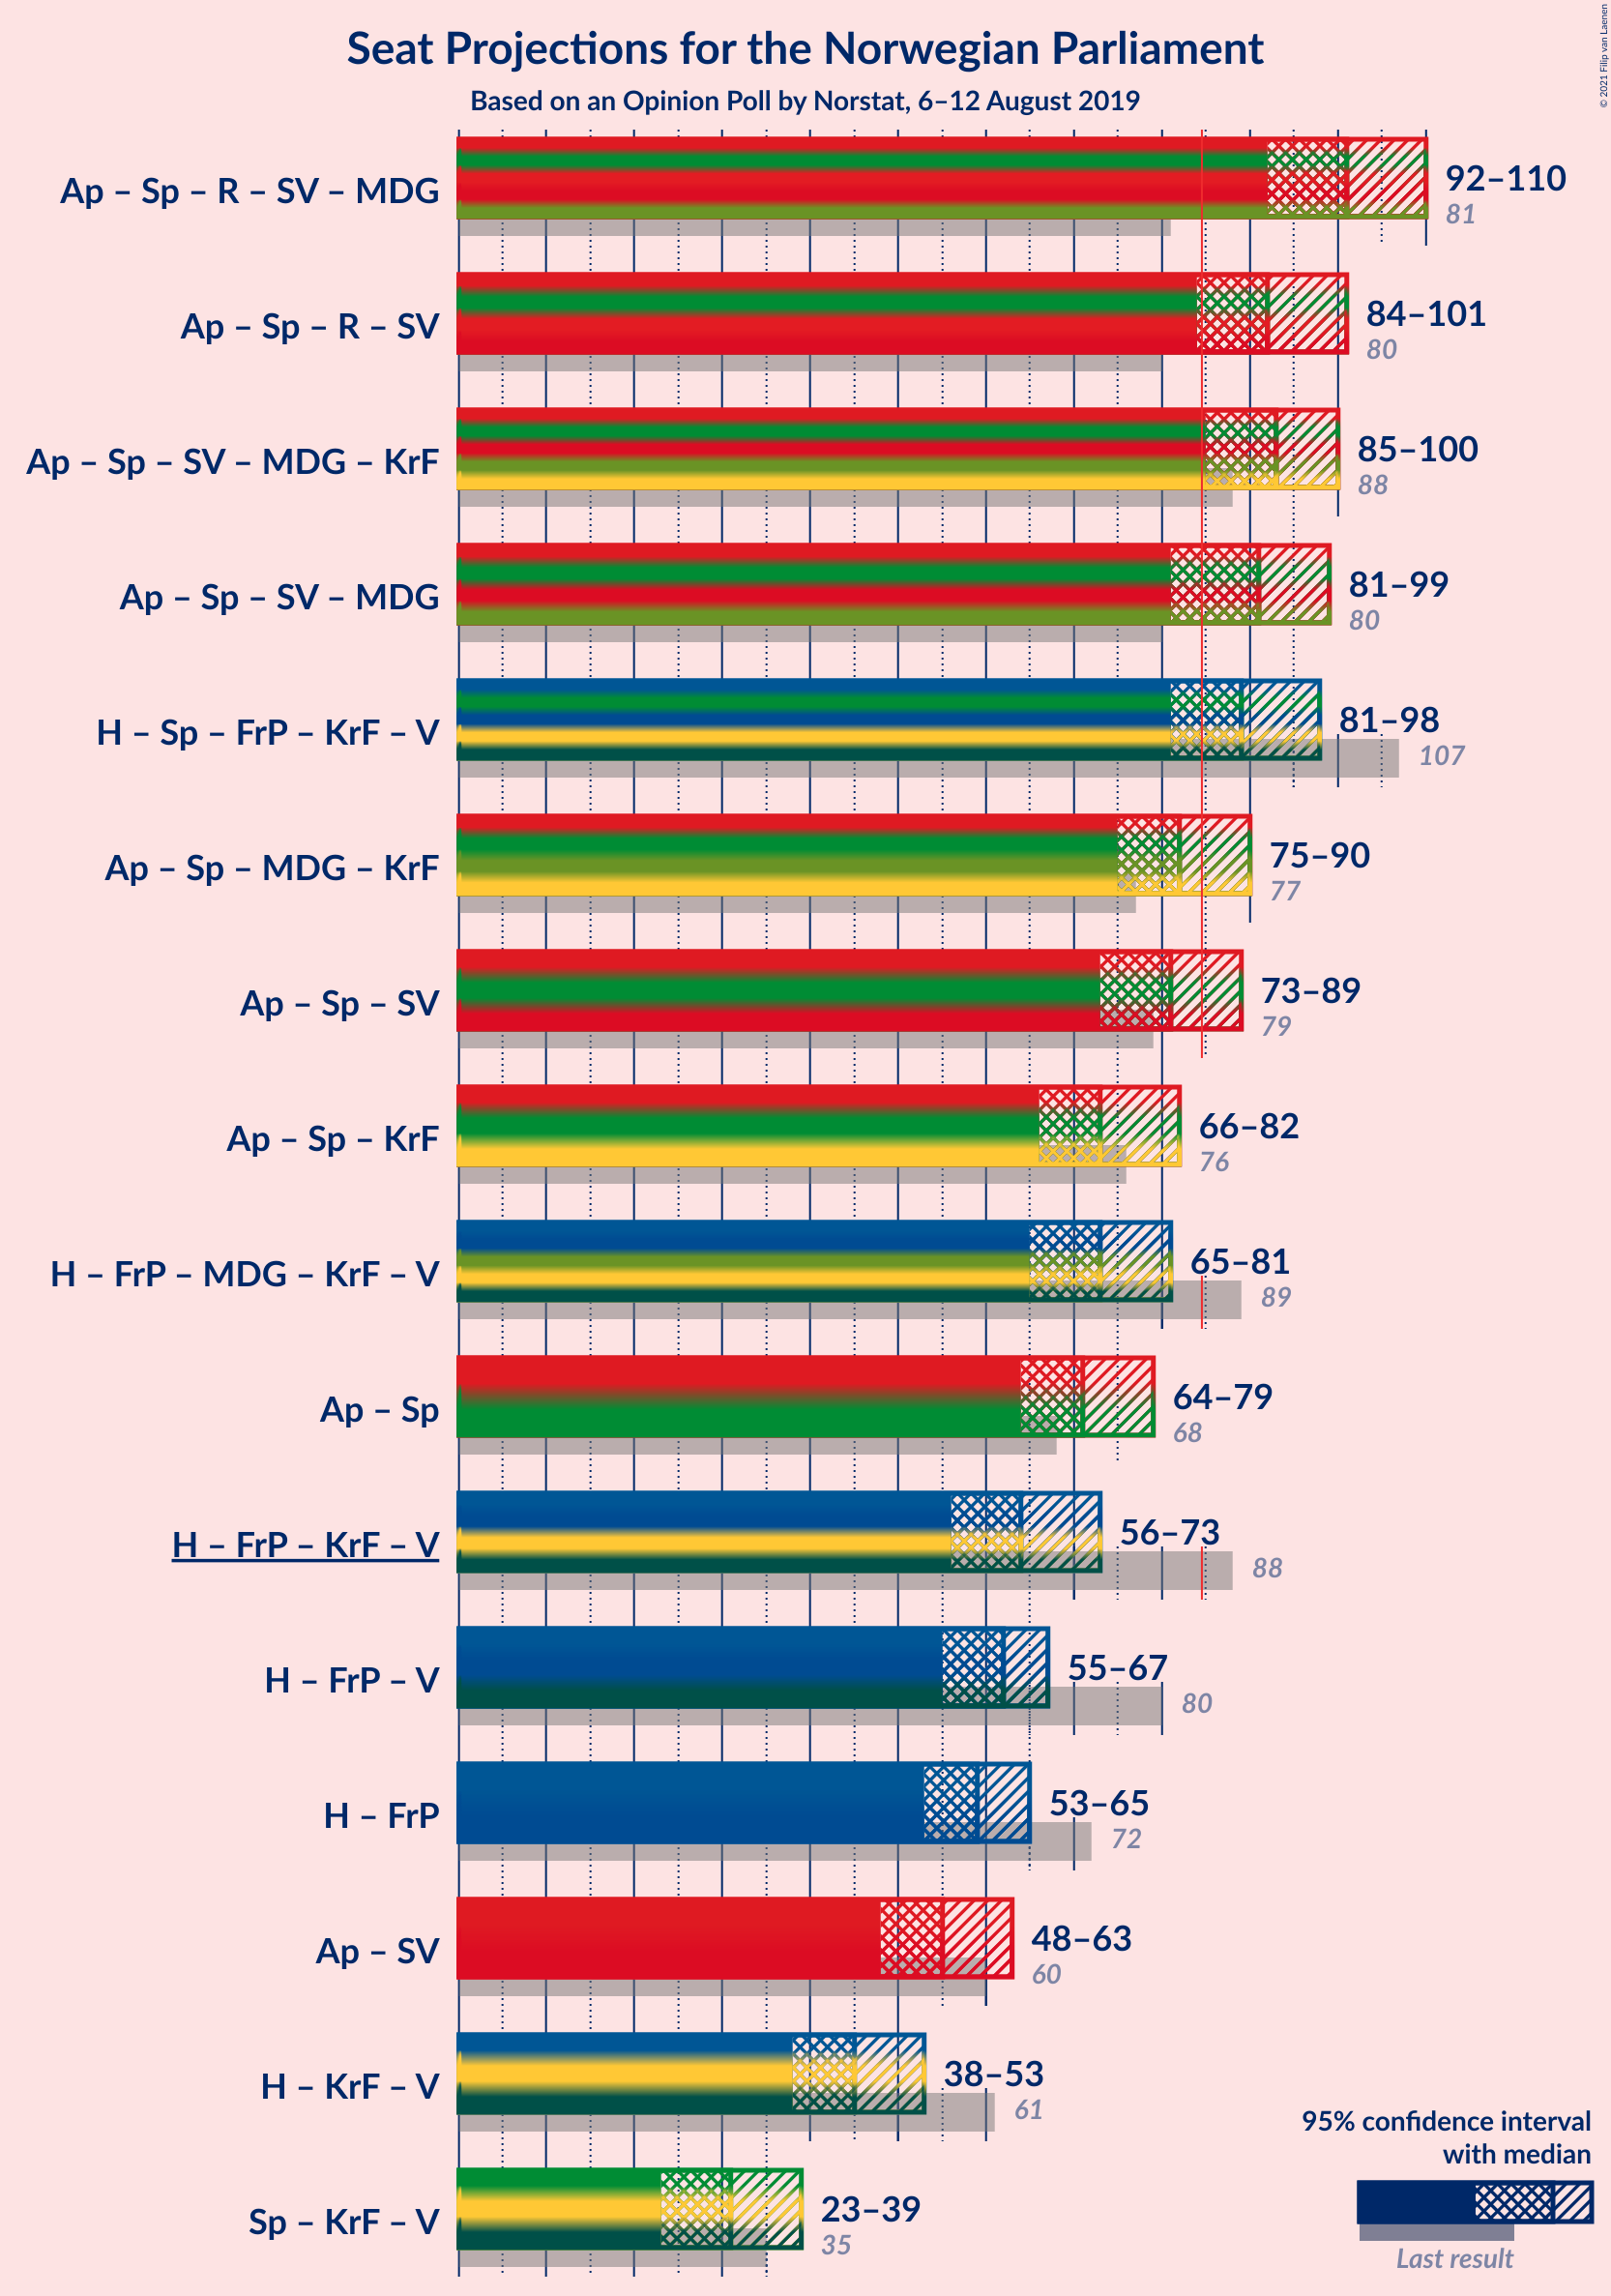 Seat Projections for the Norwegian Parliament
Based on an Opinion Poll by Norstat, 6–12 August 2019
© 2021 Filip van Laenen
Ap – Sp – R – SV – MDG
92–110
81
Ap – Sp – R – SV
84–101
80
Ap – Sp – SV – MDG – KrF
85–100
88
Ap – Sp – SV – MDG
81–99
80
H – Sp – FrP – KrF – V
81–98
107
Ap – Sp – MDG – KrF
75–90
77
Ap – Sp – SV
73–89
79
Ap – Sp – KrF
66–82
76
H – FrP – MDG – KrF – V
65–81
89
Ap – Sp
64–79
68
H – FrP – KrF – V
56–73
88
H – FrP – V
55–67
80
H – FrP
53–65
72
Ap – SV
48–63
60
H – KrF – V
38–53
61
Sp – KrF – V
23–39
35
95% confidence interval
with median
Last result